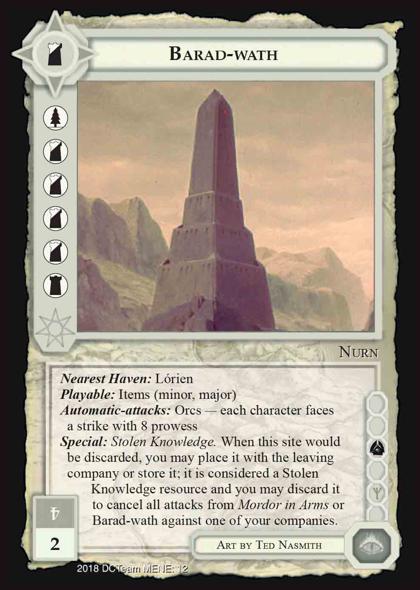 BARAD-WATH
NURN
Nearest Haven: Lórien
Playable: Items (minor, major)
Automatic-attacks: Orcs — each character faces
a strike with 8 prowess
Special: Stolen Knowledge. When this site would
be discarded, you may place it with the leaving
company or store it; it is considered a Stolen
Knowledge resource and you may discard it
to cancel all attacks from Mordor in Arms or
Barad-wath against one of your companies.
2
ART BY TED NASMITH
2018 DCTeam MENE: 12